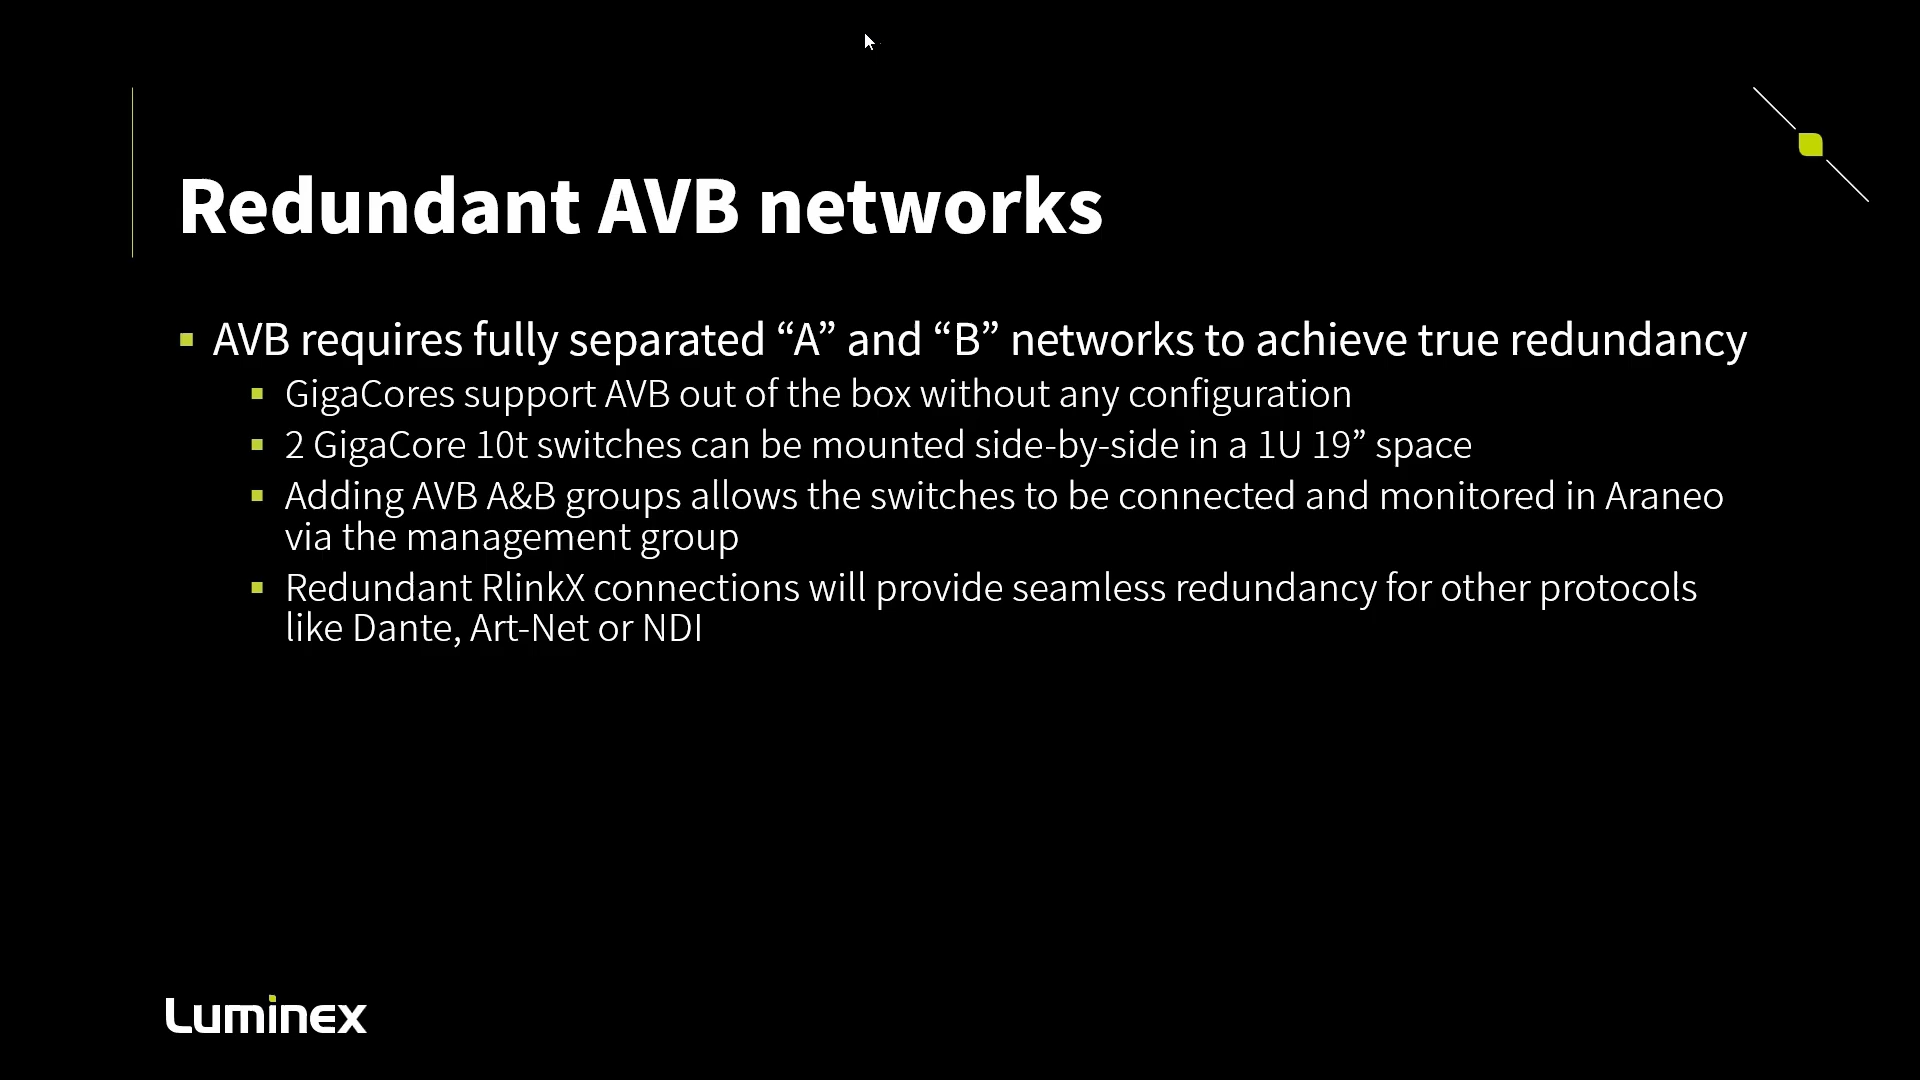 Redundant AVB networks
AVB requires fully separated “A” and “B” networks to achieve true redundancy
GigaCores support AVB out of the box without any configuration
2 GigaCore 10t switches can be mounted side-by-side in a 1U 19” space
Adding AVB A&B groups allows the switches to be connected and monitored in Araneo
via the management group
Redundant RlinkX connections will provide seamless redundancy for other protocols
like Dante, Art-Net or NDI
Luminex